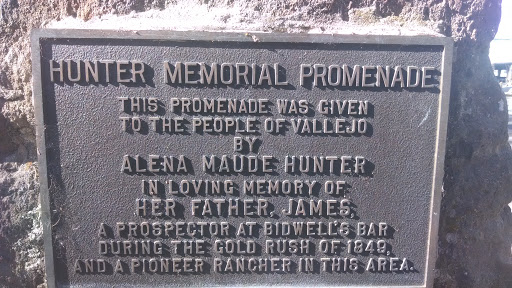 HUNTER MEMORIAL PROMENADE
THIS PROMENADE WAS GIVEN
TO THE PEOPLE OF VALLEJO
BY
ALENA MAUDE HUNTER
IN LOVING MEMORY OF
HER FATHER, JAMES,
A PROSPECTOR AT BIDWELL'S BAR
DURING THE GOLD RUSH OF 1849,
AND A PIONEER RANCHER IN THIS AREA.